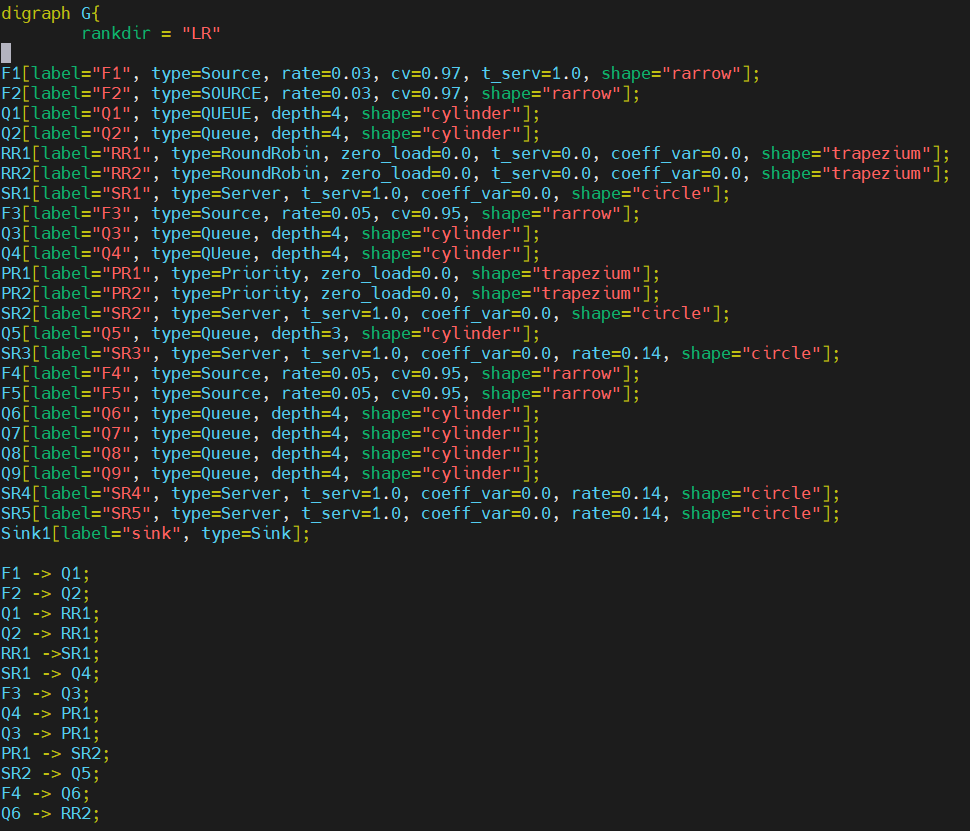 digraph G{
        rankdir = "LR"
F1[label="F1", type=Source, rate=0.03, cv=0.97, t_serv=1.0, shape="rarrow"];
F2[label="F2", type=SOURCE, rate=0.03, cv=0.97, shape="rarrow"];
Q1[label="Q1", type=QUEUE, depth=4, shape="cylinder"];
Q2[label="Q2", type=Queue, depth=4, shape="cylinder"];
RR1[label="RR1", type=RoundRobin, zero_load=0.0, t_serv=0.0, coeff_var=0.0, shape="trapezium"];
RR2[label="RR2", type=RoundRobin, zero_load=0.0, t_serv=0.0, coeff_var=0.0, shape="trapezium"];
SR1[label="SR1", type=Server, t_serv=1.0, coeff_var=0.0, shape="circle"];
F3[label="F3", type=Source, rate=0.05, cv=0.95, shape="rarrow"];
Q3[label="Q3", type=Queue, depth=4, shape="cylinder"];
Q4[label="Q4", type=QUeue, depth=4, shape="cylinder"];
PR1[label="PR1", type=Priority, zero_load=0.0, shape="trapezium"];
PR2[label="PR2", type=Priority, zero_load=0.0, shape="trapezium"];
SR2[label="SR2", type=Server, t_serv=1.0, coeff_var=0.0, shape="circle"];
Q5[label="Q5", type=Queue, depth=3, shape="cylinder"];
SR3[label="SR3", type=Server, t_serv=1.0, coeff_var=0.0, rate=0.14, shape="circle"];
F4[label="F4", type=Source, rate=0.05, cv=0.95, shape="rarrow"];
F5[label="F5", type=Source, rate=0.05, cv=0.95, shape="rarrow"];
Q6[label="Q6", type=Queue, depth=4, shape="cylinder"];
Q7[label="Q7", type=Queue, depth=4, shape="cylinder"];
Q8[label="Q8", type=Queue, depth=4, shape="cylinder"];
Q9[label="Q9", type=Queue, depth=4, shape="cylinder"];
SR4[label="SR4", type=Server, t_serv=1.0, coeff_var=0.0, rate=0.14, shape="circle"];
SR5[label="SR5", type=Server, t_serv=1.0, coeff_var=0.0, rate=0.14, shape="circle"];
Sink1[label="sink", type=Sink];

F1 -> Q1;
F2 -> Q2;
Q1 -> RR1;
Q2 -> RR1;
RR1 ->SR1;
SR1 -> Q4;
F3 -> Q3;
Q4 -> PR1;
Q3 -> PR1;
PR1 -> SR2;
SR2 -> Q5;
F4 -> Q6;
Q6 -> RR2;